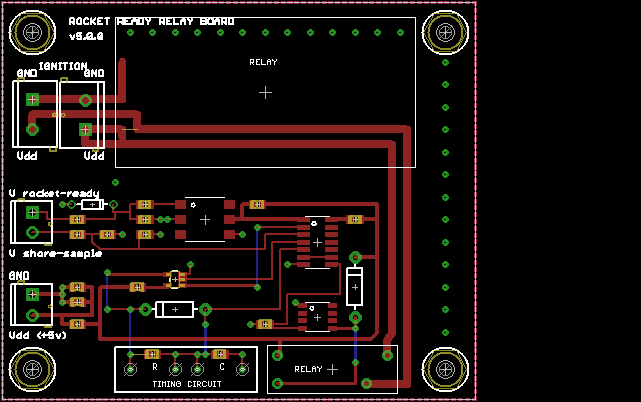 ROCKET READY RELAY BOARD
v5.0.0
RELAY
IGNITION
GND GND
Vdd Vdd
V rocket-ready
V shore-sample
GND
Vdd (+5v)
R C
TIMING CIRCUIT
RELAY